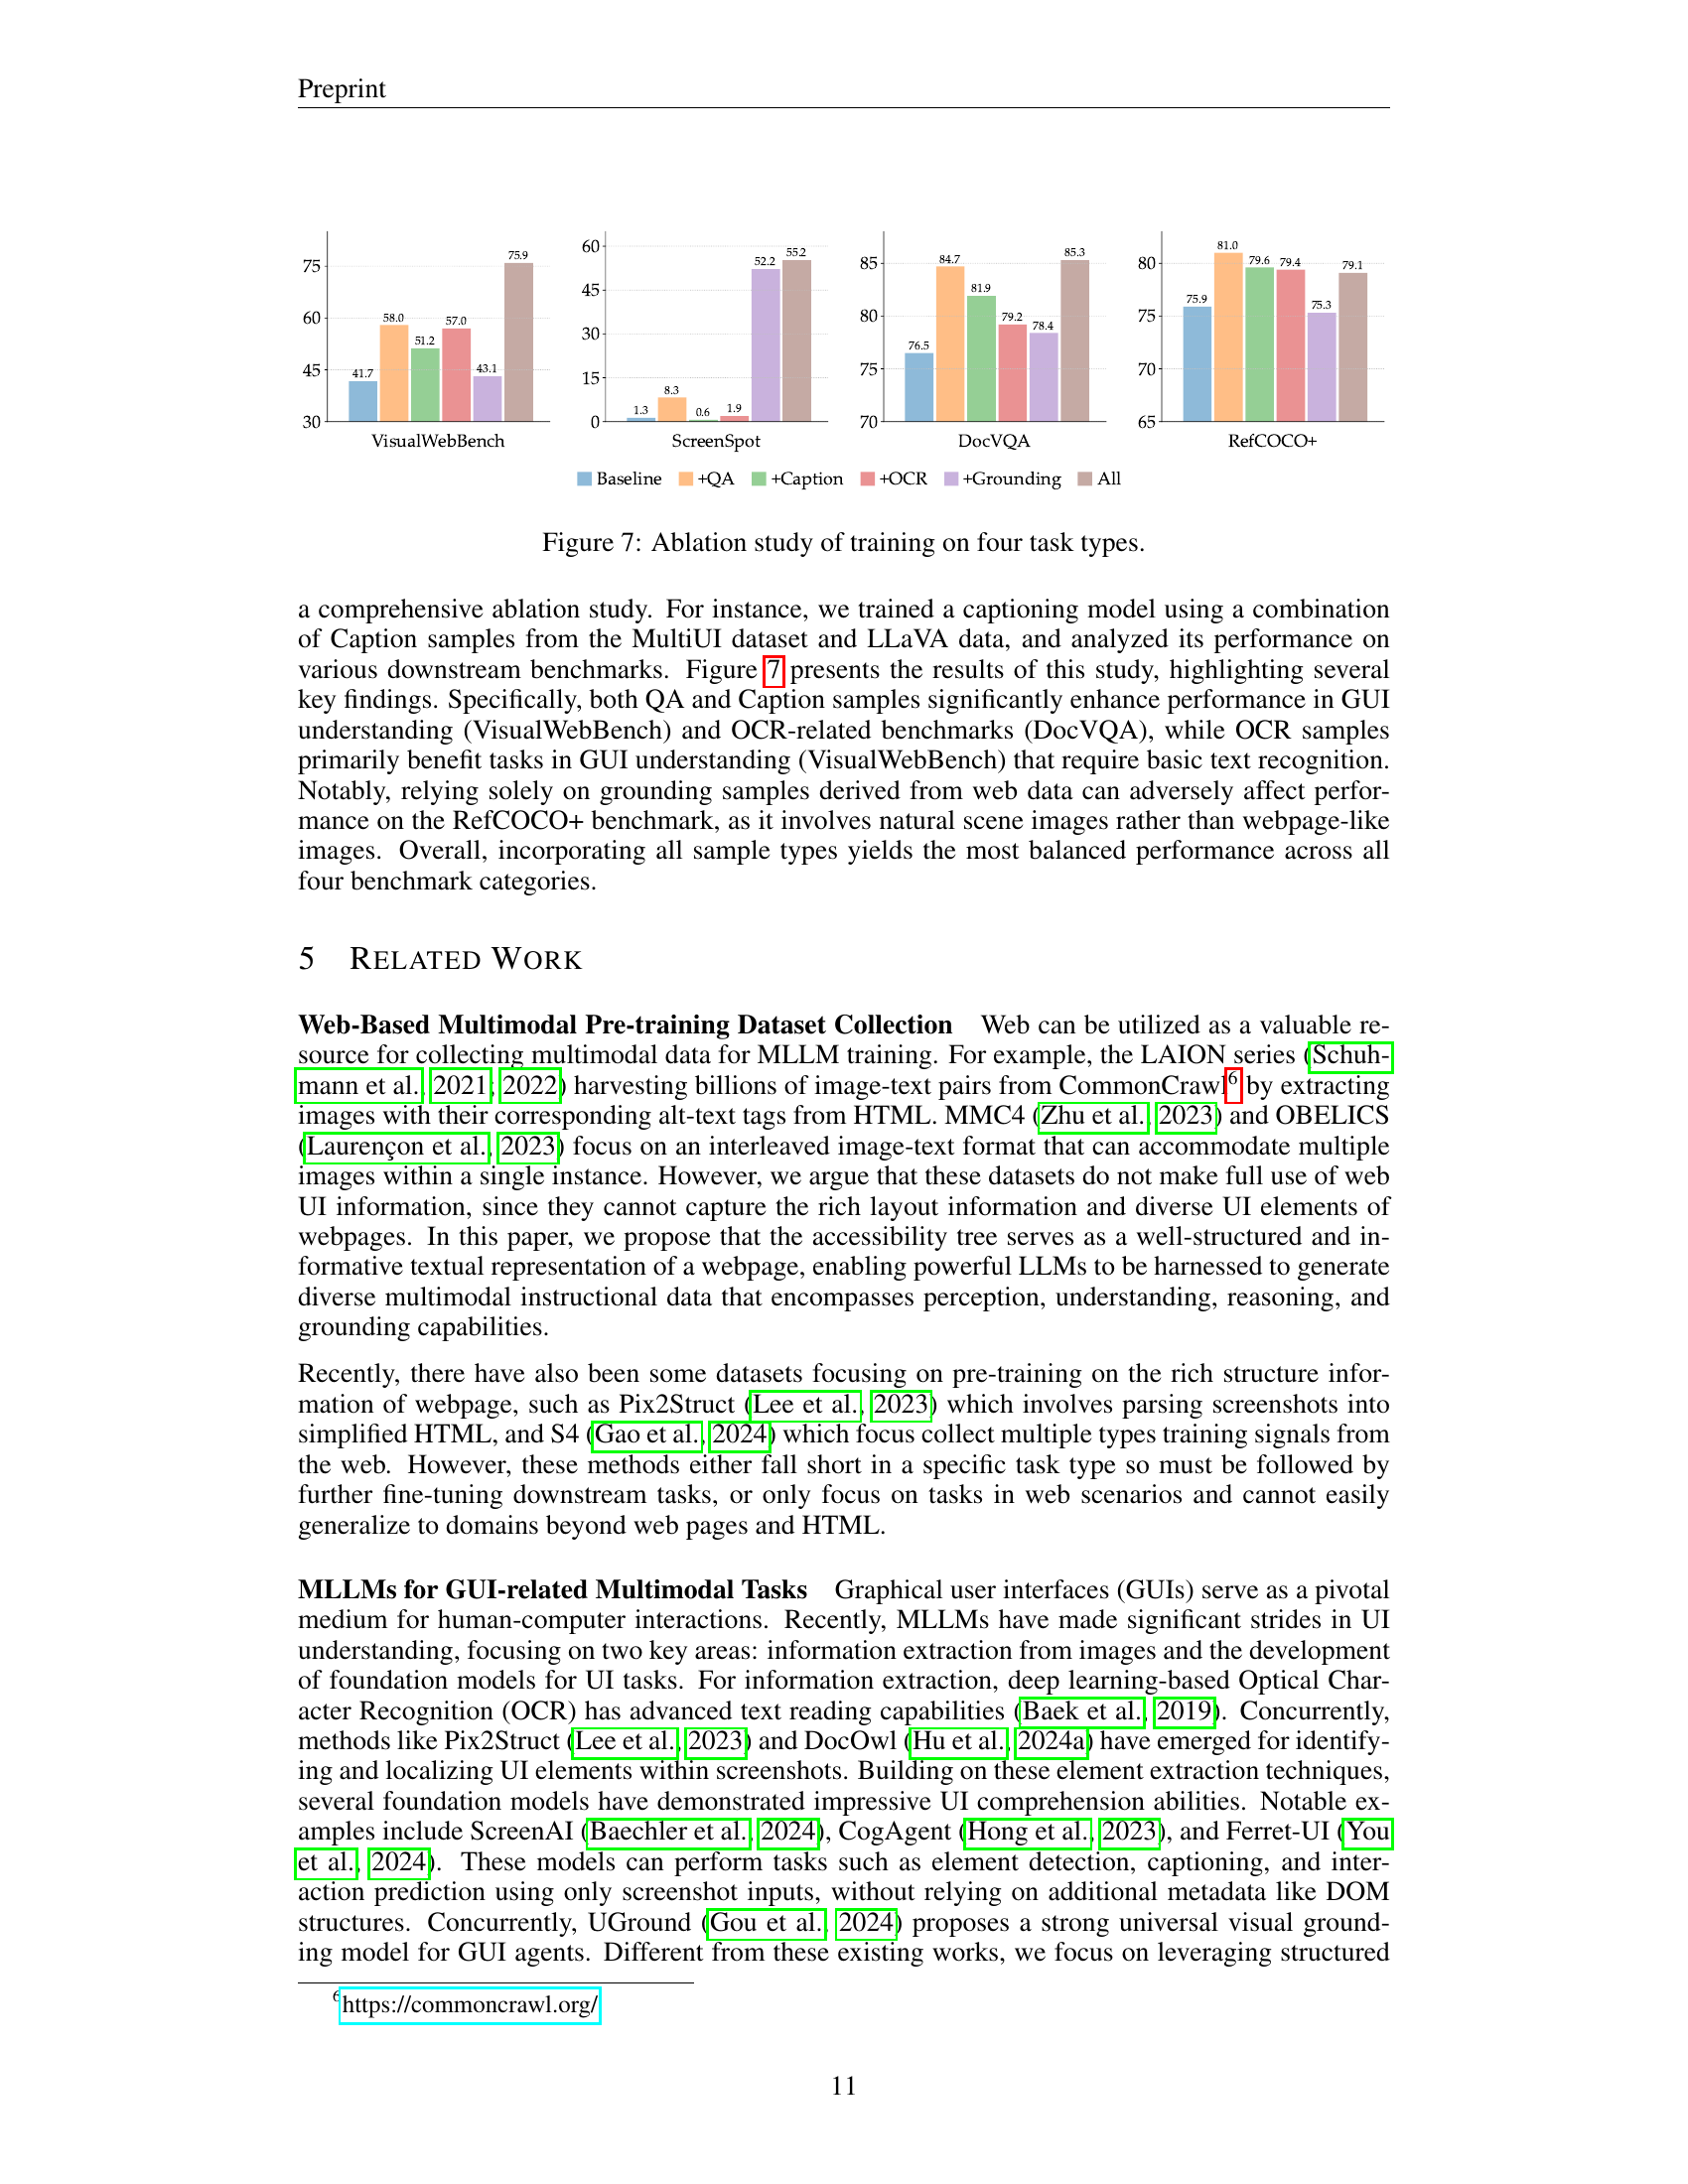 Preprint
75
60
45
30
41.7
58.0
51.2
57.0
43.1
75.9
VisualWebBench
60
45
30
15
0
1.3
8.3
0.6
1.9
52.2
55.2
ScreenSpot
85
80
75
70
76.5
84.7
81.9
79.2
78.4
85.3
DocVQA
80
75
70
65
75.9
81.0
79.6
79.4
75.3
79.1
RefCOCO+
Baseline +QA +Caption +OCR +Grounding All
Figure 7: Ablation study of training on four task types.
a comprehensive ablation study. For instance, we trained a captioning model using a combination
of Caption samples from the MultiUI dataset and LLaVA data, and analyzed its performance on
various downstream benchmarks. Figure 7 presents the results of this study, highlighting several
key findings. Specifically, both QA and Caption samples significantly enhance performance in GUI
understanding (VisualWebBench) and OCR-related benchmarks (DocVQA), while OCR samples
primarily benefit tasks in GUI understanding (VisualWebBench) that require basic text recognition.
Notably, relying solely on grounding samples derived from web data can adversely affect perfor-
mance on the RefCOCO+ benchmark, as it involves natural scene images rather than webpage-like
images. Overall, incorporating all sample types yields the most balanced performance across all
four benchmark categories.
5 RELATED WORK
Web-Based Multimodal Pre-training Dataset Collection Web can be utilized as a valuable re-
source for collecting multimodal data for MLLM training. For example, the LAION series (Schuh-
mann et al., 2021; 2022) harvesting billions of image-text pairs from CommonCrawl6 by extracting
images with their corresponding alt-text tags from HTML. MMC4 (Zhu et al., 2023) and OBELICS
(Laurençon et al., 2023) focus on an interleaved image-text format that can accommodate multiple
images within a single instance. However, we argue that these datasets do not make full use of web
UI information, since they cannot capture the rich layout information and diverse UI elements of
webpages. In this paper, we propose that the accessibility tree serves as a well-structured and in-
formative textual representation of a webpage, enabling powerful LLMs to be harnessed to generate
diverse multimodal instructional data that encompasses perception, understanding, reasoning, and
grounding capabilities.
Recently, there have also been some datasets focusing on pre-training on the rich structure infor-
mation of webpage, such as Pix2Struct (Lee et al., 2023) which involves parsing screenshots into
simplified HTML, and S4 (Gao et al., 2024) which focus collect multiple types training signals from
the web. However, these methods either fall short in a specific task type so must be followed by
further fine-tuning downstream tasks, or only focus on tasks in web scenarios and cannot easily
generalize to domains beyond web pages and HTML.
MLLMs for GUI-related Multimodal Tasks Graphical user interfaces (GUIs) serve as a pivotal
medium for human-computer interactions. Recently, MLLMs have made significant strides in UI
understanding, focusing on two key areas: information extraction from images and the development
of foundation models for UI tasks. For information extraction, deep learning-based Optical Char-
acter Recognition (OCR) has advanced text reading capabilities (Baek et al., 2019). Concurrently,
methods like Pix2Struct (Lee et al., 2023) and DocOwl (Hu et al., 2024a) have emerged for identify-
ing and localizing UI elements within screenshots. Building on these element extraction techniques,
several foundation models have demonstrated impressive UI comprehension abilities. Notable ex-
amples include ScreenAI (Baechler et al., 2024), CogAgent (Hong et al., 2023), and Ferret-UI (You
et al., 2024). These models can perform tasks such as element detection, captioning, and inter-
action prediction using only screenshot inputs, without relying on additional metadata like DOM
structures. Concurrently, UGround (Gou et al., 2024) proposes a strong universal visual ground-
ing model for GUI agents. Different from these existing works, we focus on leveraging structured
6https://commoncrawl.org/
11